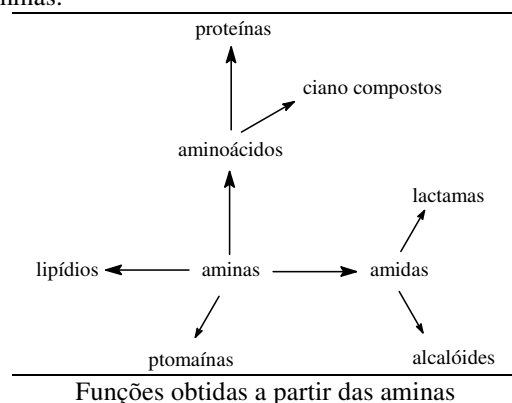 proteínas
ciano compostos
aminoácidos
lactamas
lipídios aminas amidas
ptomaínas alcalóides
Funções obtidas a partir das aminas